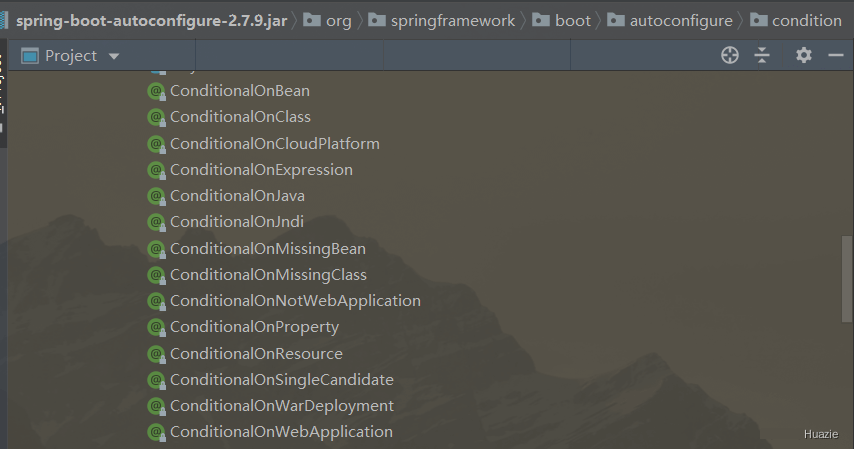 spring-boot-autoconfigure-2.7.9.jar org springframework boot autoconfigure condition
Project
ConditionalOnBean
ConditionalOnClass
ConditionalOnCloudPlatform
ConditionalOnExpression
ConditionalOnJava
ConditionalOnJndi
ConditionalOnMissingBean
ConditionalOnMissingClass
ConditionalOnNotWebApplication
ConditionalOnProperty
ConditionalOnResource
ConditionalOnSingleCandidate
ConditionalOnWarDeployment
ConditionalOnWebApplication
Huazie